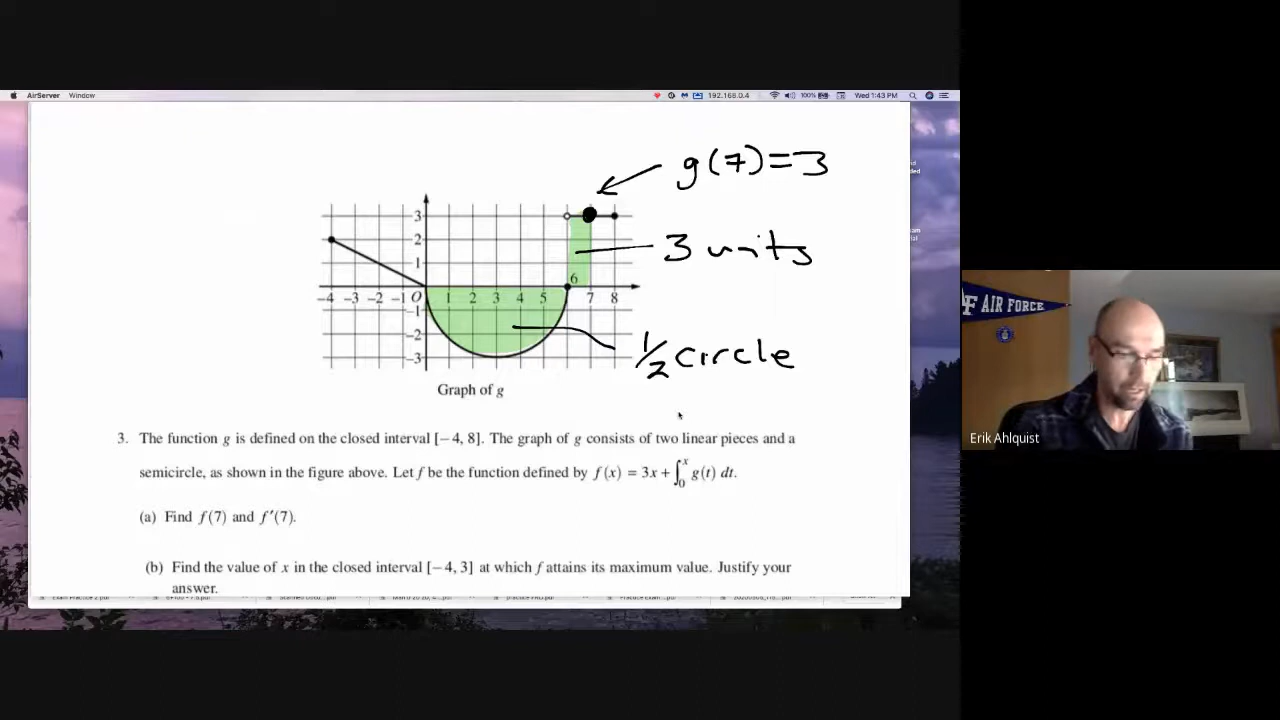 AirServer Window
192.168.0.4 100% Wed 1:43 PM
g(7)=3
3
2
1
3 units
6
-4 -3 -2 -1 O 1 2 3 4 5 7 8
-1
-2
-3
1/2 circle
Graph of g
3. The function g is defined on the closed interval [−4, 8]. The graph of g consists of two linear pieces and a
semicircle, as shown in the figure above. Let f be the function defined by f(x) = 3x + ∫₀ˣ g(t) dt.
(a) Find f(7) and f′(7).
(b) Find the value of x in the closed interval [−4, 3] at which f attains its maximum value. Justify your
answer.
AIR FORCE
Erik Ahlquist